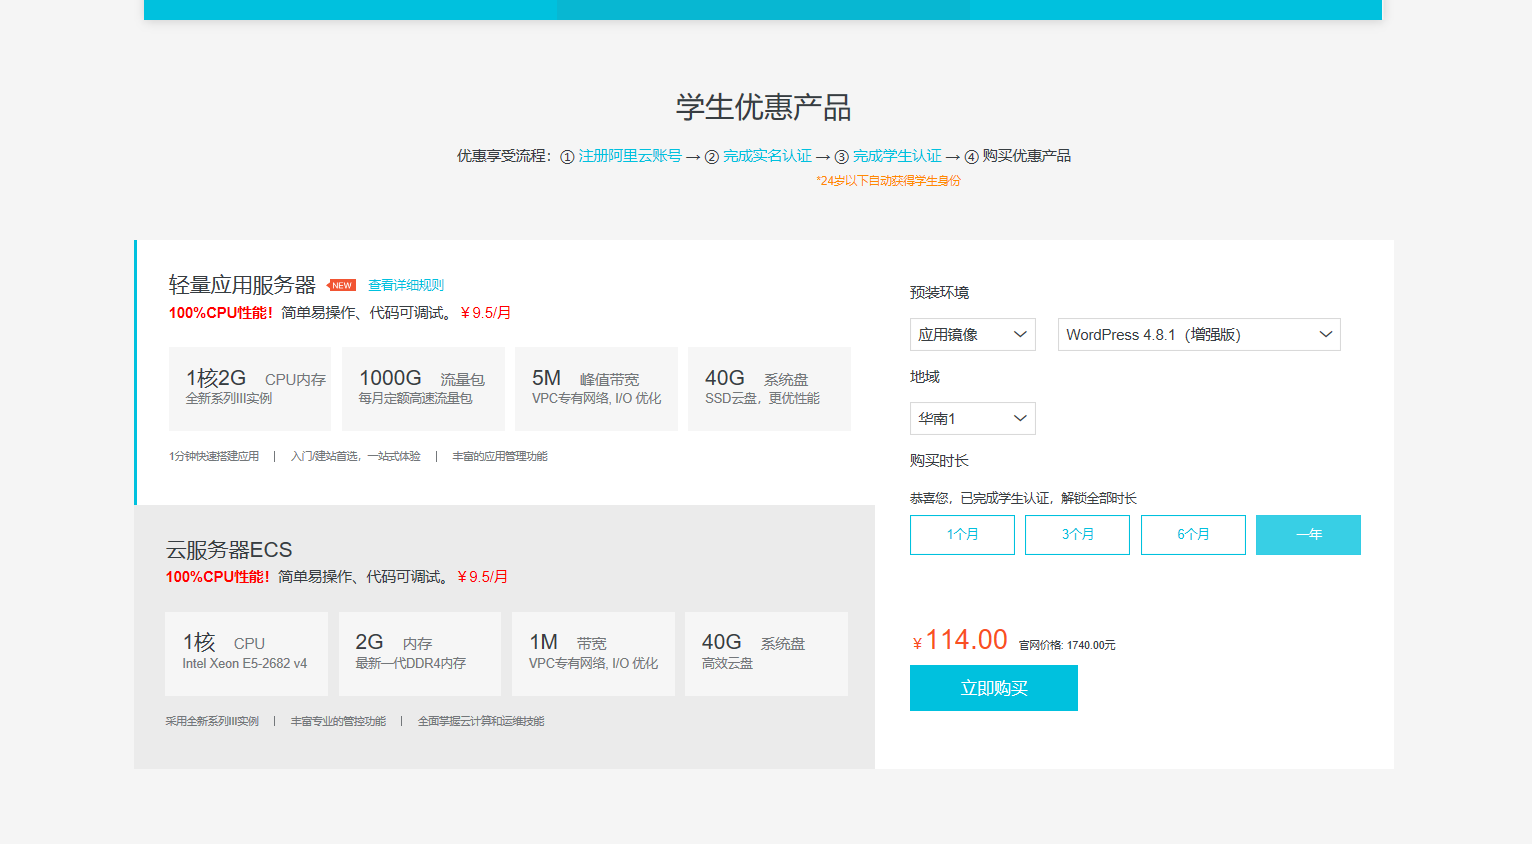 学生优惠产品
优惠享受流程：① 注册阿里云账号 → ② 完成实名认证 → ③ 完成学生认证 → ④ 购买优惠产品
*24岁以下自动获得学生身份
轻量应用服务器 NEW 查看详细规则
100%CPU性能！简单易操作、代码可调试。￥9.5/月
1核2G CPU内存
全新系列III实例
1000G 流量包
每月定额高速流量包
5M 峰值带宽
VPC专有网络, I/O 优化
40G 系统盘
SSD云盘，更优性能
1分钟快速搭建应用 | 入门/建站首选，一站式体验 | 丰富的应用管理功能
云服务器ECS
100%CPU性能！简单易操作、代码可调试。￥9.5/月
1核 CPU
Intel Xeon E5-2682 v4
2G 内存
最新一代DDR4内存
1M 带宽
VPC专有网络, I/O 优化
40G 系统盘
高效云盘
采用全新系列III实例 | 丰富专业的管控功能 | 全面掌握云计算和运维技能
预装环境
应用镜像 WordPress 4.8.1（增强版）
地域
华南1
购买时长
恭喜您，已完成学生认证，解锁全部时长
1个月 3个月 6个月 一年
￥114.00 官网价格: 1740.00元
立即购买